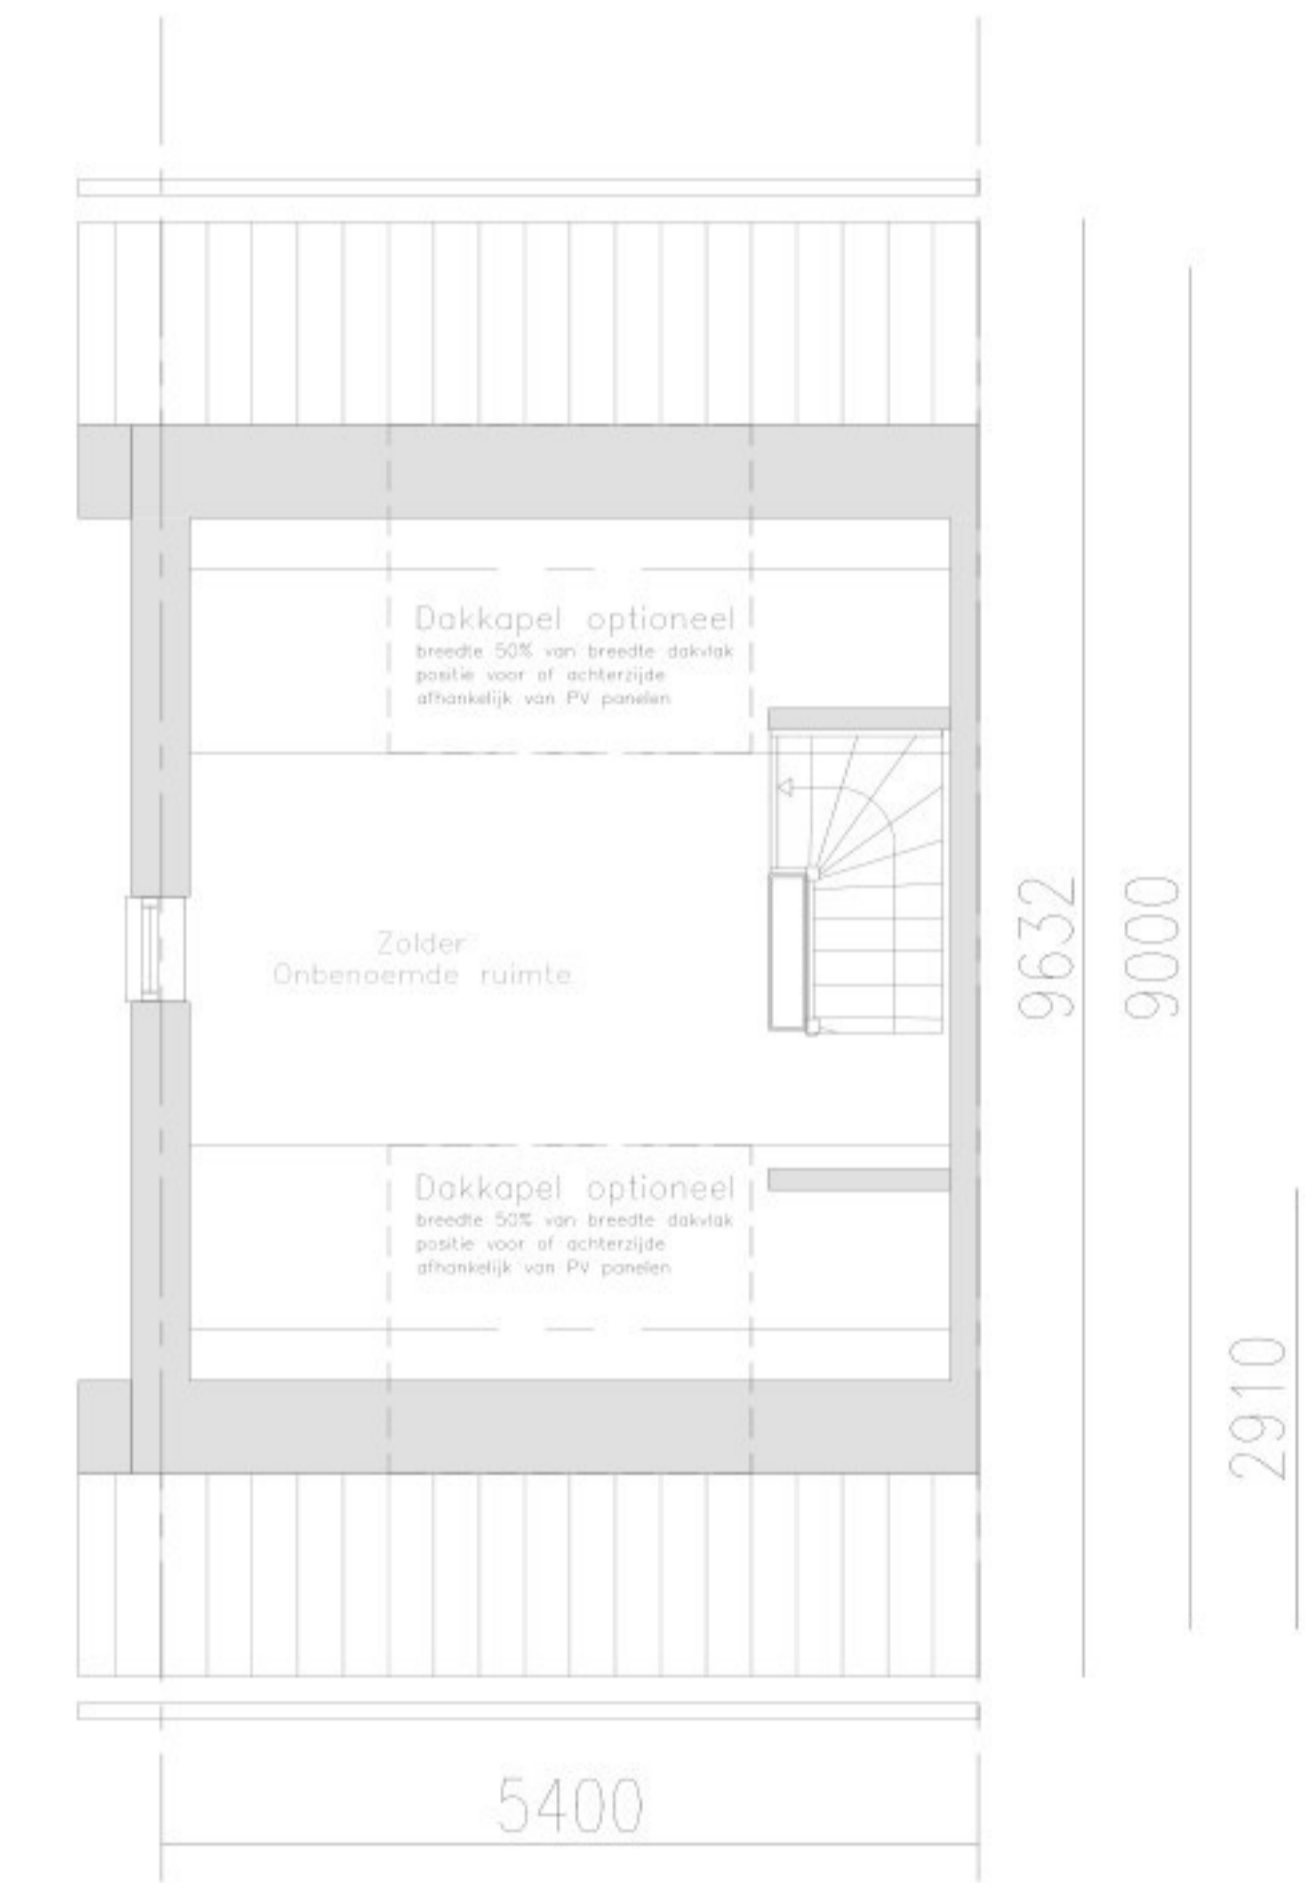 Dakkapel optioneel
breedte 50% van breedte dakvlak
positie voor of achterzijde
afhankelijk van PV panelen
Zolder
Onbenoemde ruimte
9632
9000
Dakkapel optioneel
breedte 50% van breedte dakvlak
positie voor of achterzijde
afhankelijk van PV panelen
2910
5400